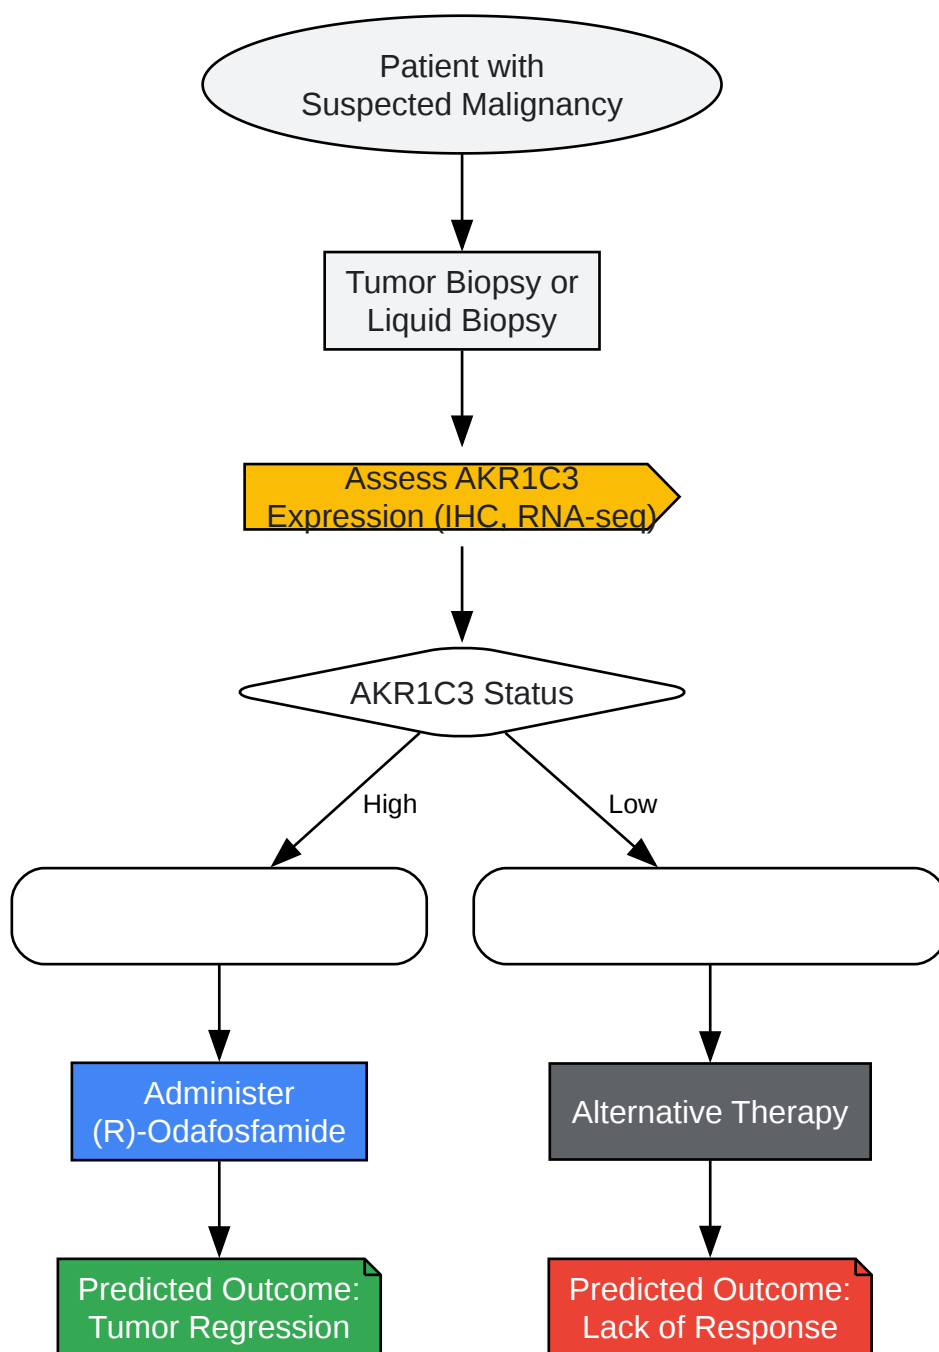 Patient with
Suspected Malignancy
Tumor Biopsy or
Liquid Biopsy
Assess AKR1C3
Expression (IHC, RNA-seq)
AKR1C3 Status
High
Low
Administer
(R)-Odafosfamide
Alternative Therapy
Predicted Outcome:
Tumor Regression
Predicted Outcome:
Lack of Response